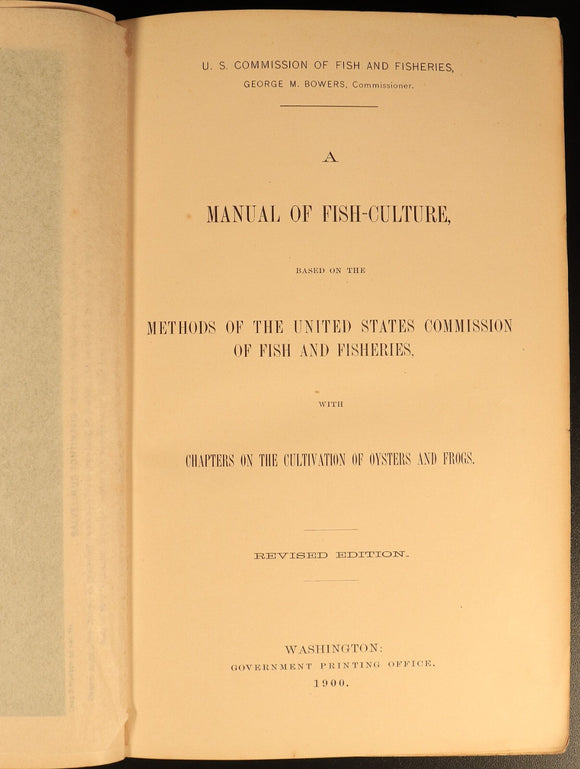 U. S. COMMISSION OF FISH AND FISHERIES,
GEORGE M. BOWERS, Commissioner.
A
MANUAL OF FISH-CULTURE,
BASED ON THE
METHODS OF THE UNITED STATES COMMISSION
OF FISH AND FISHERIES,
WITH
CHAPTERS ON THE CULTIVATION OF OYSTERS AND FROGS.
REVISED EDITION.
WASHINGTON:
GOVERNMENT PRINTING OFFICE.
1900.